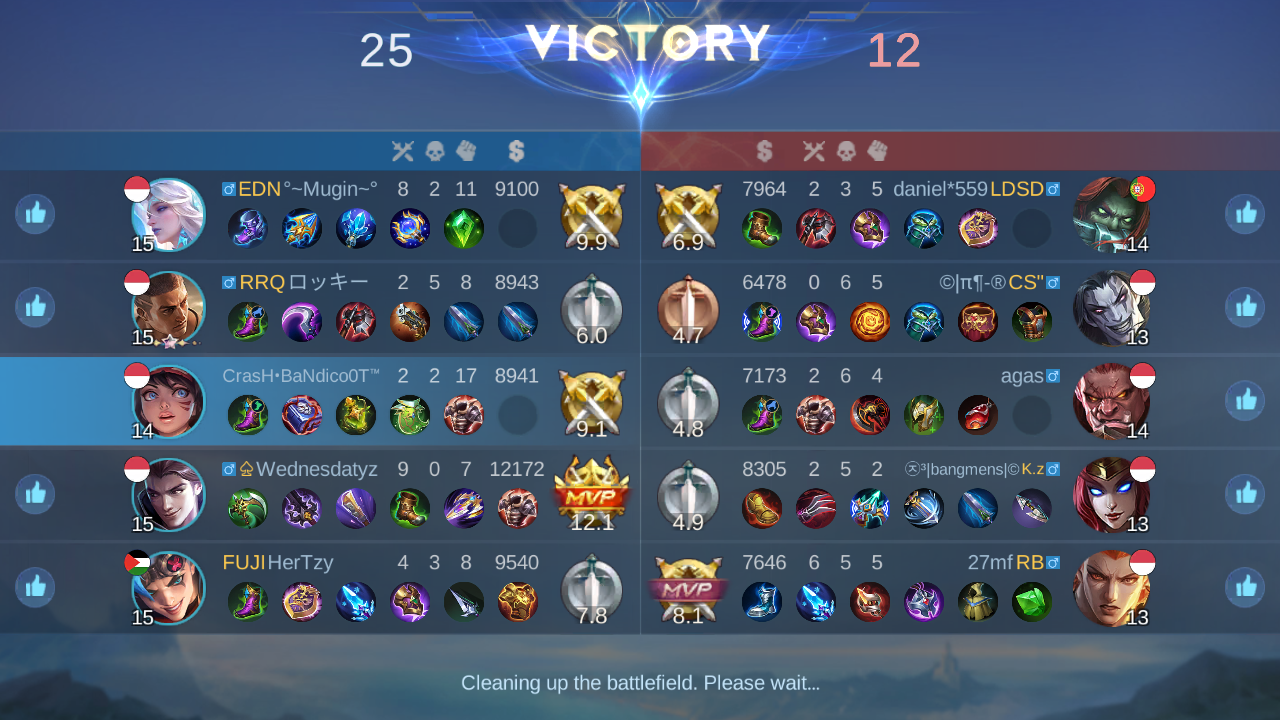 25 VICTORY 12
EDN°~Mugin~° 8 2 11 9100
15 9.9
7964 2 3 5 daniel*559LDSD
6.9 14
RRQロッキー 2 5 8 8943
15 6.0
6478 0 6 5 ©|π¶-®CS"
4.7 13
CrasH•BaNdico0T™ 2 2 17 8941
14 9.1
7173 2 6 4 agas
4.8 14
♤Wednesdatyz 9 0 7 12172
MVP
15 12.1
8305 2 5 2 ³|bangmens|©K.z
4.9 13
FUJIHerTzy 4 3 8 9540
15 7.8
7646 6 5 5 27mfRB
MVP
8.1 13
Cleaning up the battlefield. Please wait...